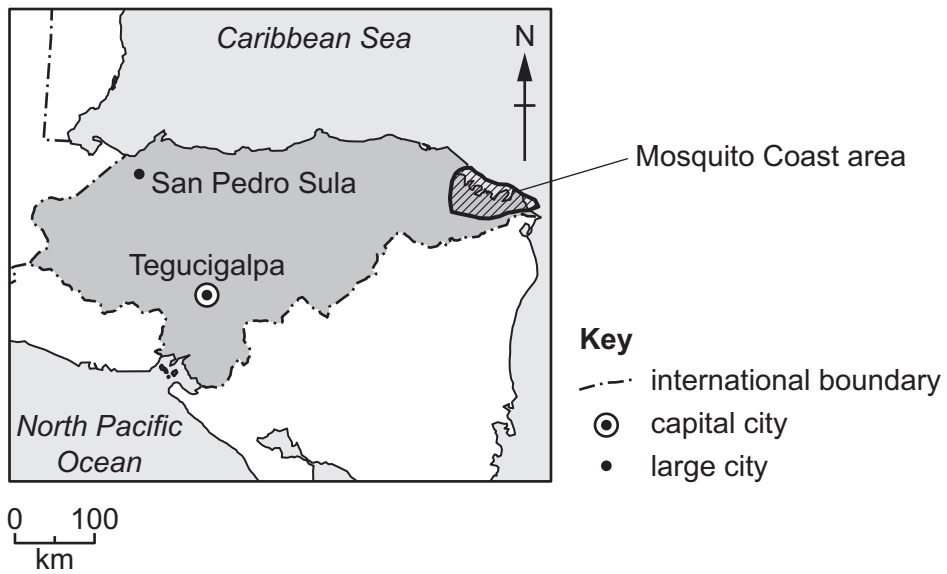 Caribbean Sea
N
Mosquito Coast area
San Pedro Sula
Tegucigalpa
North Pacific
Ocean
Key
international boundary
capital city
large city
0 100
km